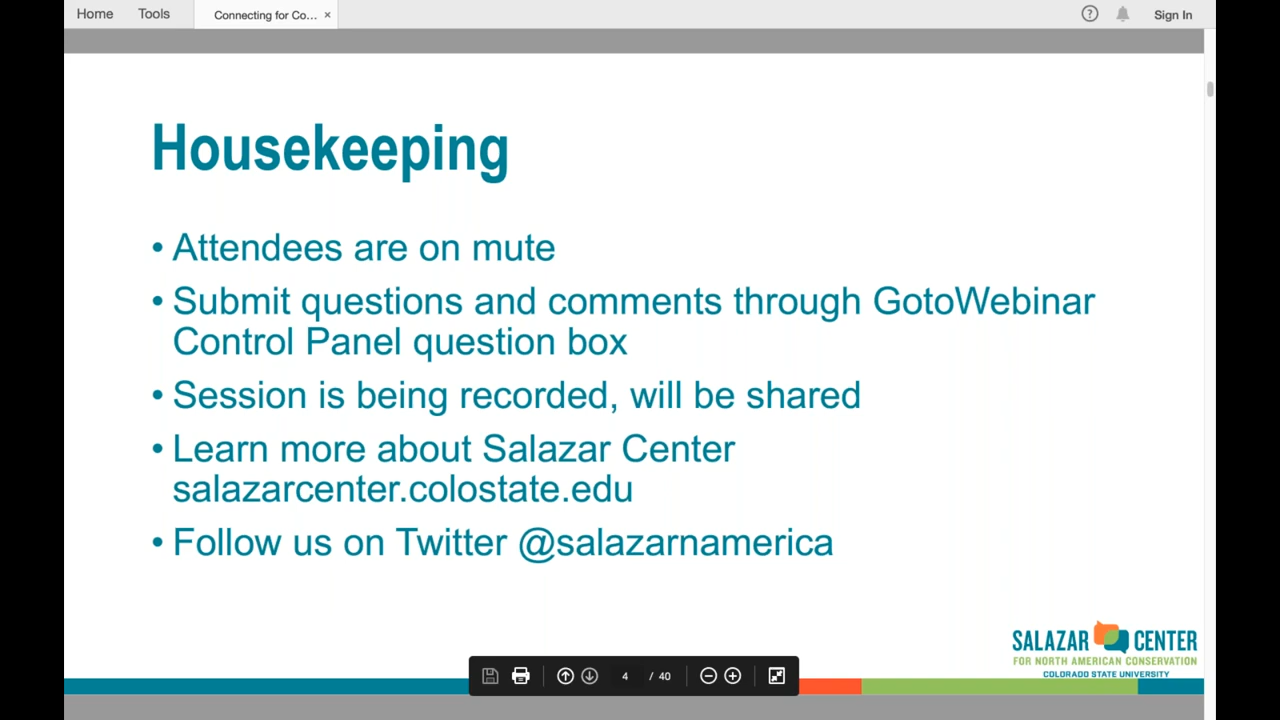 Home Tools Connecting for Co... × ? Sign In
Housekeeping
• Attendees are on mute
• Submit questions and comments through GotoWebinar
Control Panel question box
• Session is being recorded, will be shared
• Learn more about Salazar Center
salazarcenter.colostate.edu
• Follow us on Twitter @salazarnamerica
SALAZAR CENTER
FOR NORTH AMERICAN CONSERVATION
COLORADO STATE UNIVERSITY
4 / 40